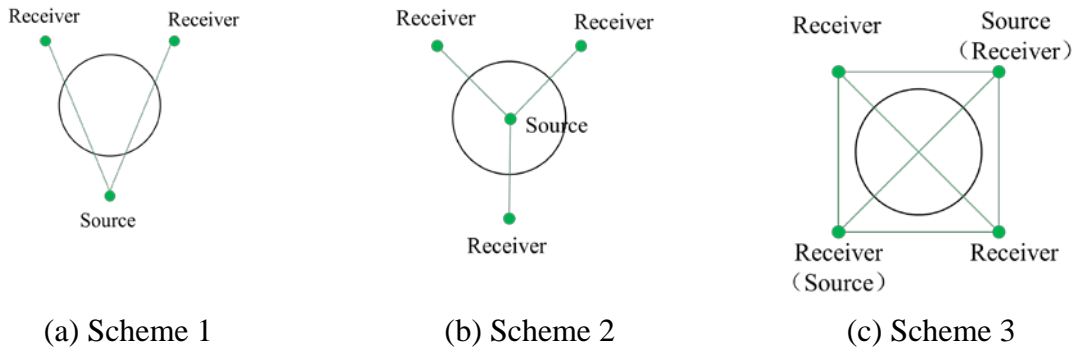 Receiver
Receiver
Source
(a) Scheme 1
Receiver
Receiver
Source
Receiver
(b) Scheme 2
Receiver
Source
（Receiver）
Receiver
（Source）
Receiver
(c) Scheme 3